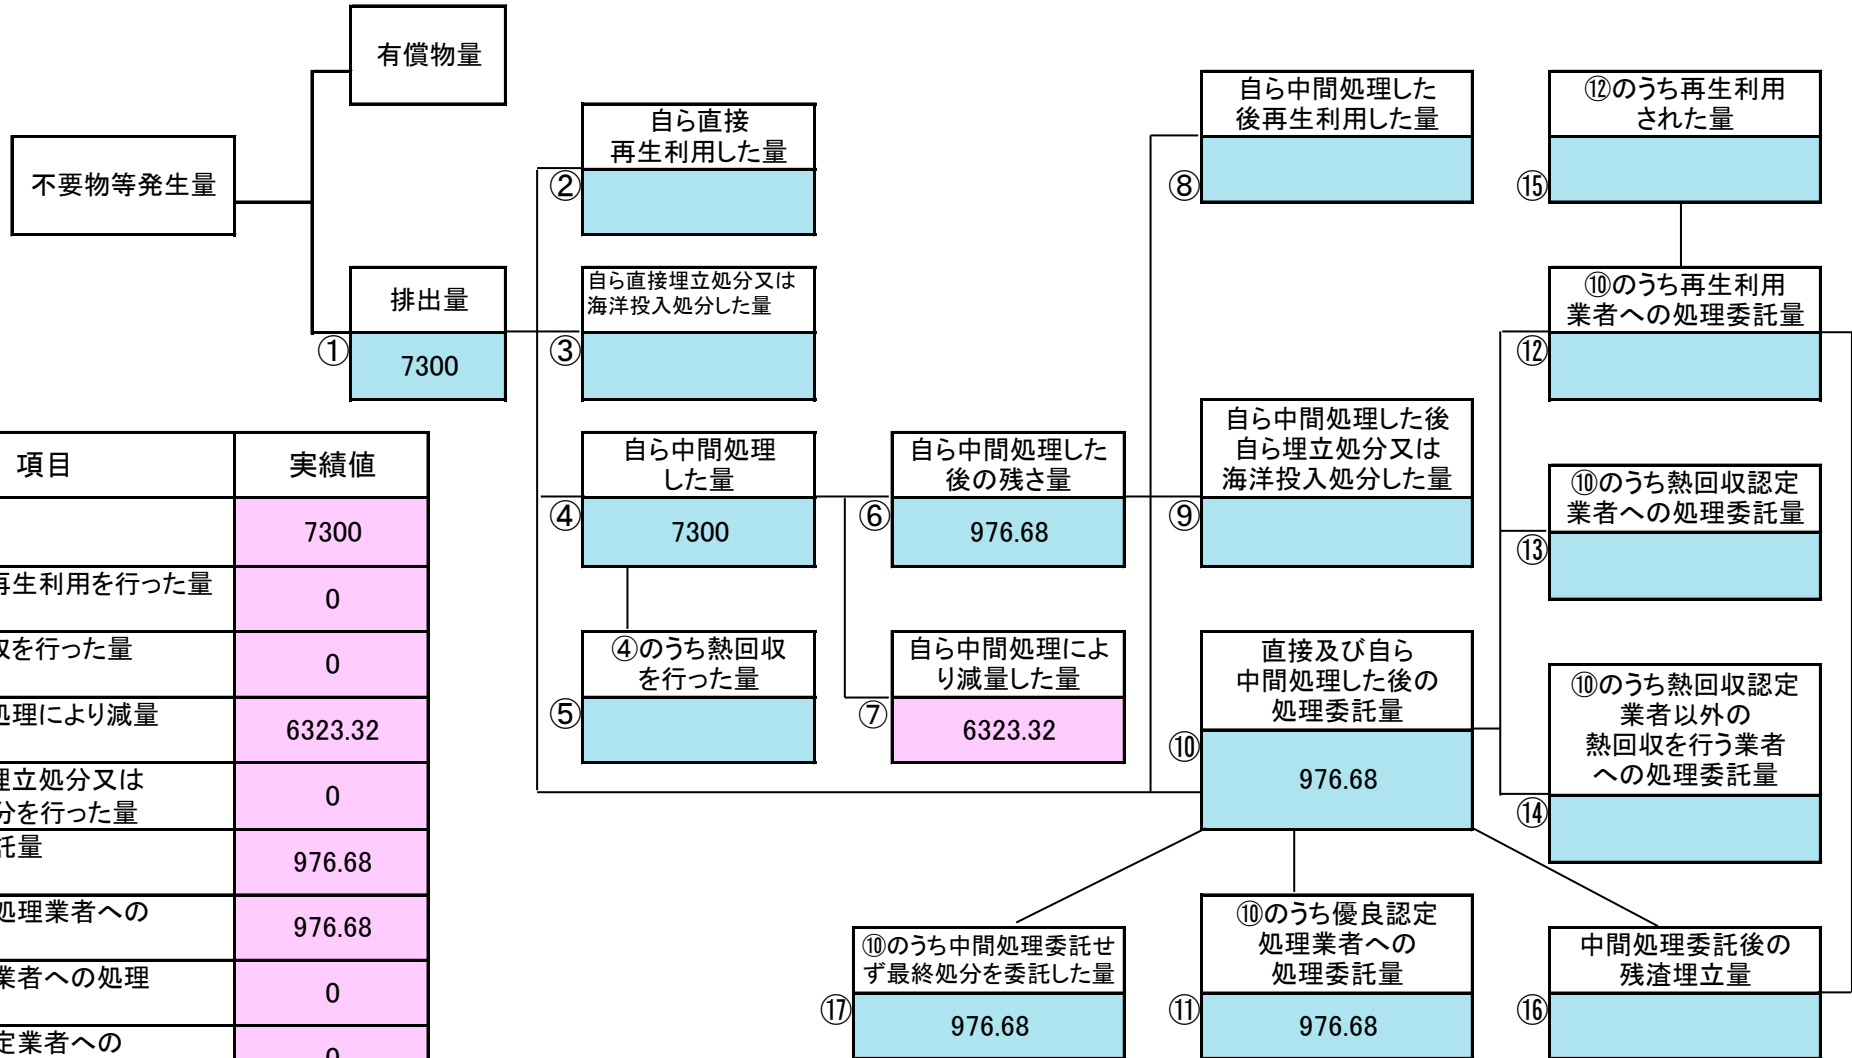 有償物量
不要物等発生量
排出量
①
7300
自ら直接
再生利用した量
②
自ら直接埋立処分又は
海洋投入処分した量
③
自ら中間処理
した量
④
7300
④のうち熱回収
を行った量
⑤
自ら中間処理した
後の残さ量
⑥
976.68
自ら中間処理によ
り減量した量
⑦
6323.32
自ら中間処理した
後再生利用した量
⑧
自ら中間処理した後
自ら埋立処分又は
海洋投入処分した量
⑨
直接及び自ら
中間処理した後の
処理委託量
⑩
976.68
⑫のうち再生利用
された量
⑮
⑩のうち再生利用
業者への処理委託量
⑫
⑩のうち熱回収認定
業者への処理委託量
⑬
⑩のうち熱回収認定
業者以外の
熱回収を行う業者
への処理委託量
⑭
⑩のうち中間処理委託せ
ず最終処分を委託した量
⑰
976.68
⑩のうち優良認定
処理業者への
処理委託量
⑪
976.68
中間処理委託後の
残渣埋立量
⑯
項目
実績値
7300
再生利用を行った量
0
を行った量
0
処理により減量
6323.32
埋立処分又は
分を行った量
0
託量
976.68
処理業者への
976.68
業者への処理
0
定業者への
0